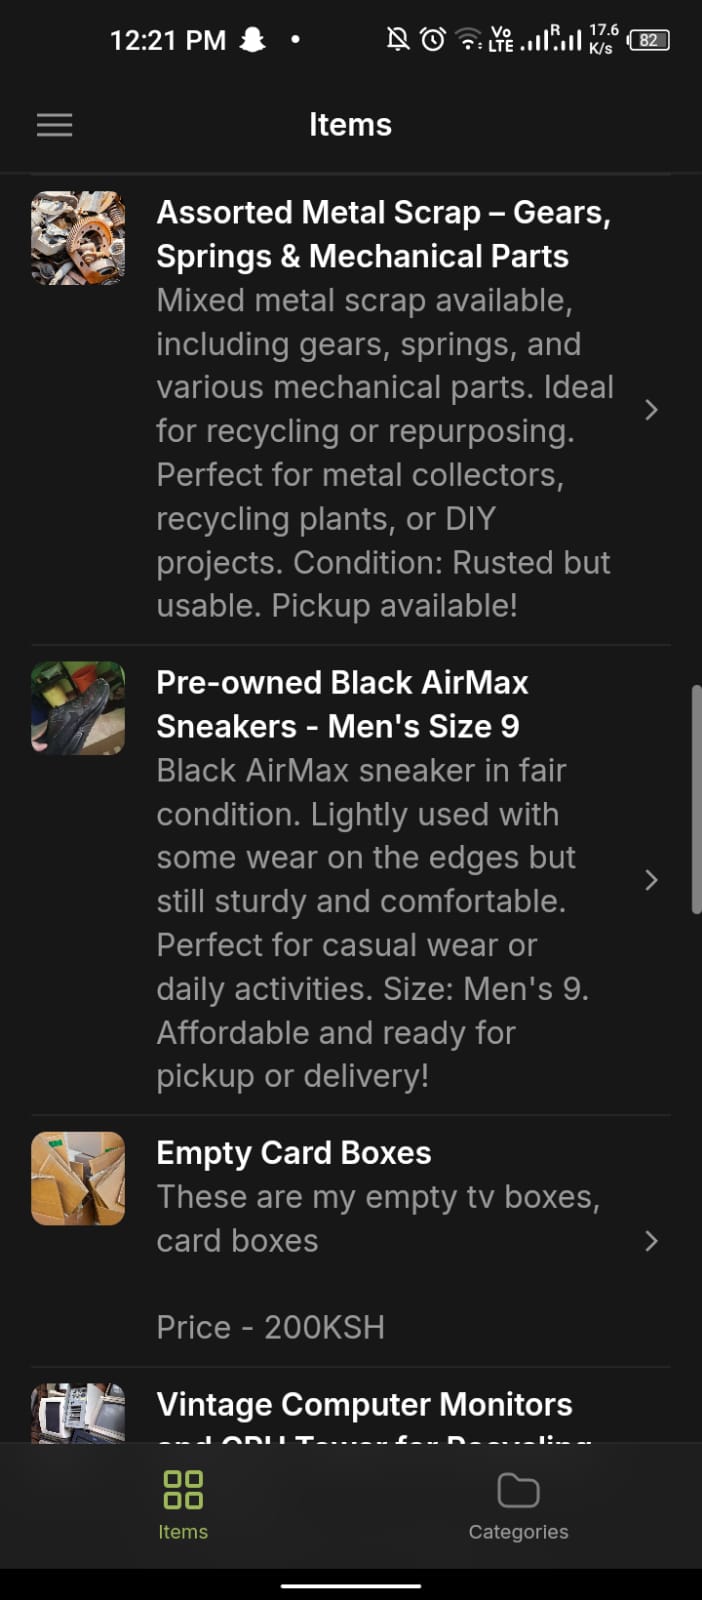 12:21 PM
Vo
LTE
R
17.6
K/s
82
Items
Assorted Metal Scrap – Gears,
Springs & Mechanical Parts
Mixed metal scrap available,
including gears, springs, and
various mechanical parts. Ideal
for recycling or repurposing.
Perfect for metal collectors,
recycling plants, or DIY
projects. Condition: Rusted but
usable. Pickup available!
Pre-owned Black AirMax
Sneakers - Men's Size 9
Black AirMax sneaker in fair
condition. Lightly used with
some wear on the edges but
still sturdy and comfortable.
Perfect for casual wear or
daily activities. Size: Men's 9.
Affordable and ready for
pickup or delivery!
Empty Card Boxes
These are my empty tv boxes,
card boxes
Price - 200KSH
Vintage Computer Monitors
and CPU Tower for Recycling
Items
Categories